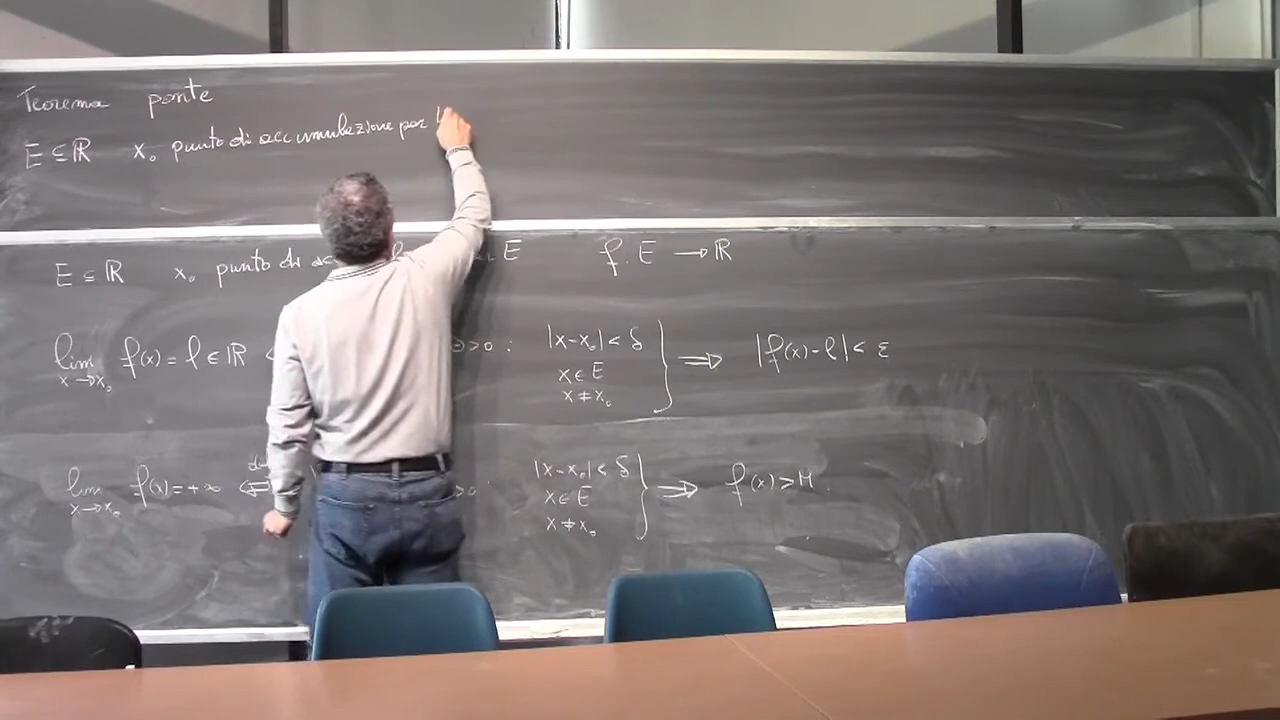 Teorema ponte
E ⊆ ℝ x₀ punto di accumulazione per
E ⊆ ℝ x₀ punto di E f: E → ℝ
lim x→x₀ f(x) = l ∈ ℝ >0 : |x-x₀| < δ x ∈ E x ≠ x₀ } ⇒ |f(x)-l| < ε
lim x→x₀ f(x) = +∞ ⇔ >0 |x-x₀| < δ x ∈ E x ≠ x₀ } ⇒ f(x) > M.